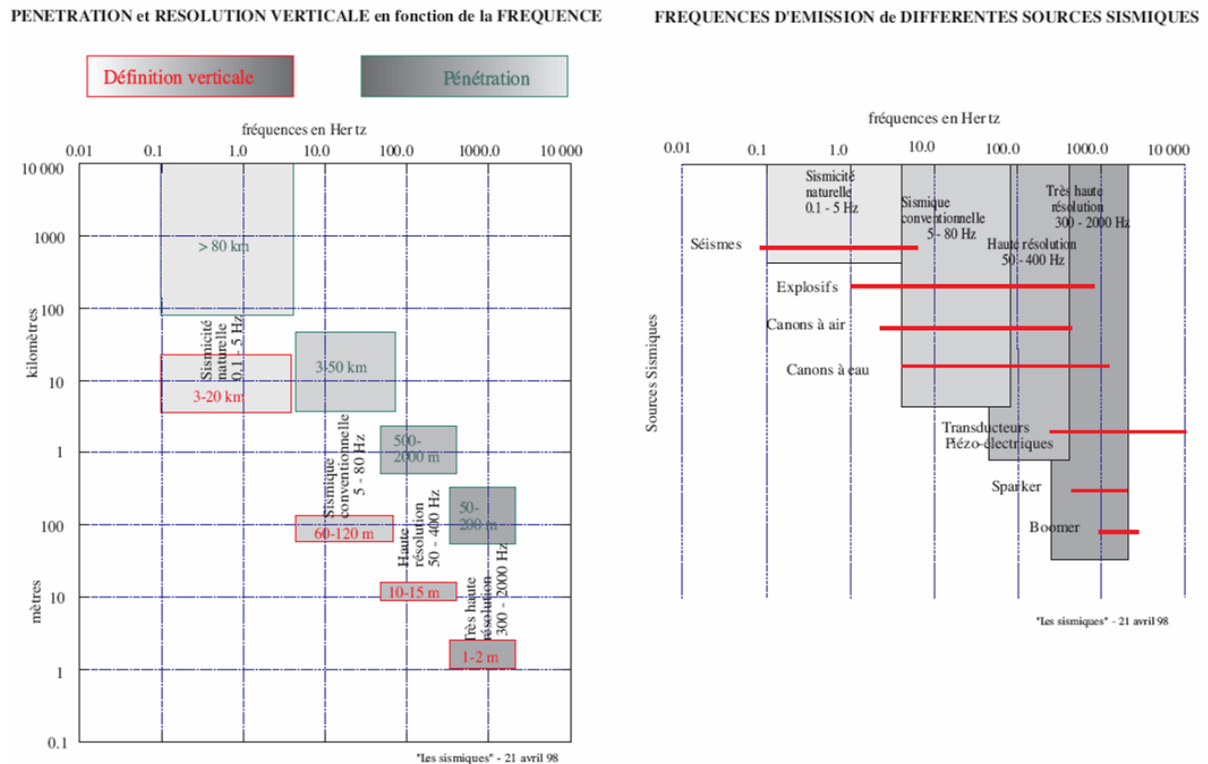 PENETRATION et RESOLUTION VERTICALE en fonction de la FREQUENCE
Définition verticale
Pénétration
fréquences en Hertz
0.01 0.1 1.0 10.0 100.0 1000.0 10 000
10 000
1000
100
10
1
100
10
1
0.1
kilomètres
mètres
> 80 km
Sismicité
naturelle
0.1 - 5 Hz
3-20 km
3-50 km
Sismique
conventionnelle
5 - 80 Hz
60-120 m
500-
2000 m
Haute
résolution
50 - 400 Hz
10-15 m
50-
200 m
Très haute
résolution
300 - 2000 Hz
1-2 m
"Les sismiques" - 21 avril 98
FREQUENCES D'EMISSION de DIFFERENTES SOURCES SISMIQUES
fréquences en Hertz
0.01 0.1 1.0 10.0 100.0 1000.0 10 000
Sources Sismiques
Sismicité
naturelle
0.1 - 5 Hz
Sismique
conventionnelle
5 - 80 Hz
Très haute
résolution
300 - 2000 Hz
Haute résolution
50 - 400 Hz
Séismes
Explosifs
Canons à air
Canons à eau
Transducteurs
Piézo-électriques
Sparker
Boomer
"Les sismiques" - 21 avril 98